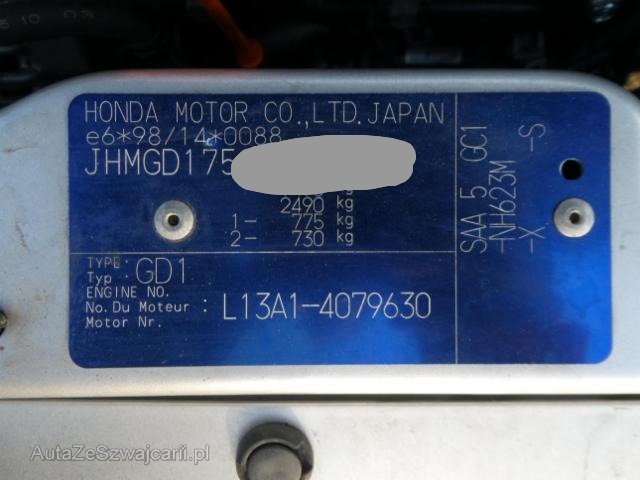 HONDA MOTOR CO.,LTD.JAPAN
e6*98/14*0088
JHMGD175
kg
2490 kg
1- 775 kg
2- 730 kg
TYPE:
Typ : GD1
ENGINE NO.
No. Du Moteur : L13A1-4079630
Motor Nr.
SAA 5 GC1
-NH623M -S
-X
AutaZeSzwajcarii.pl